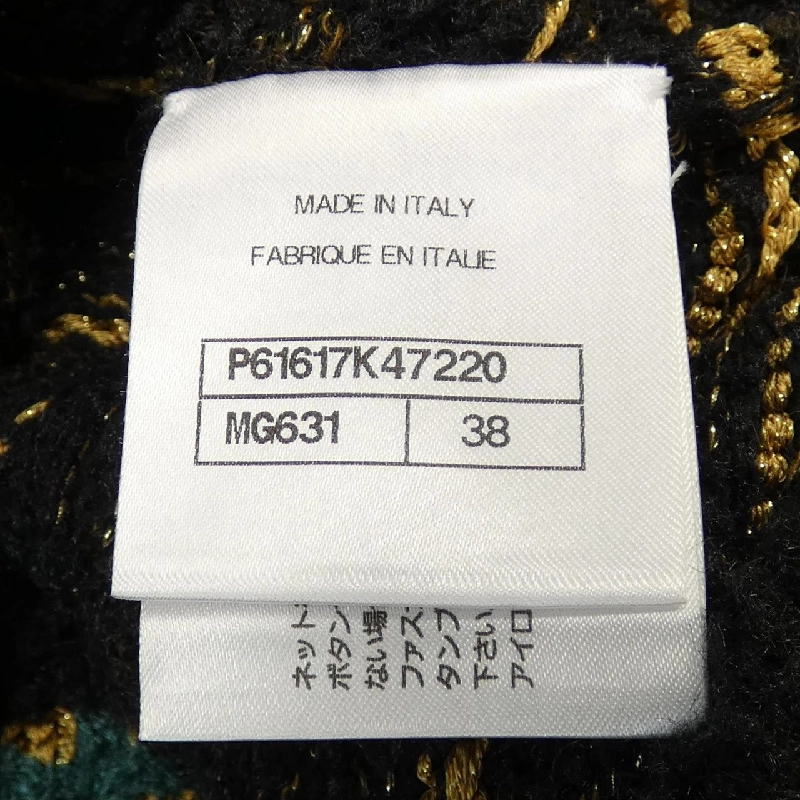 MADE IN ITALY
FABRIQUE EN ITALIE
P61617K47220
MG631 38
ネット
ボタン
ない場
ファス
タンブ
下さい
アイロ